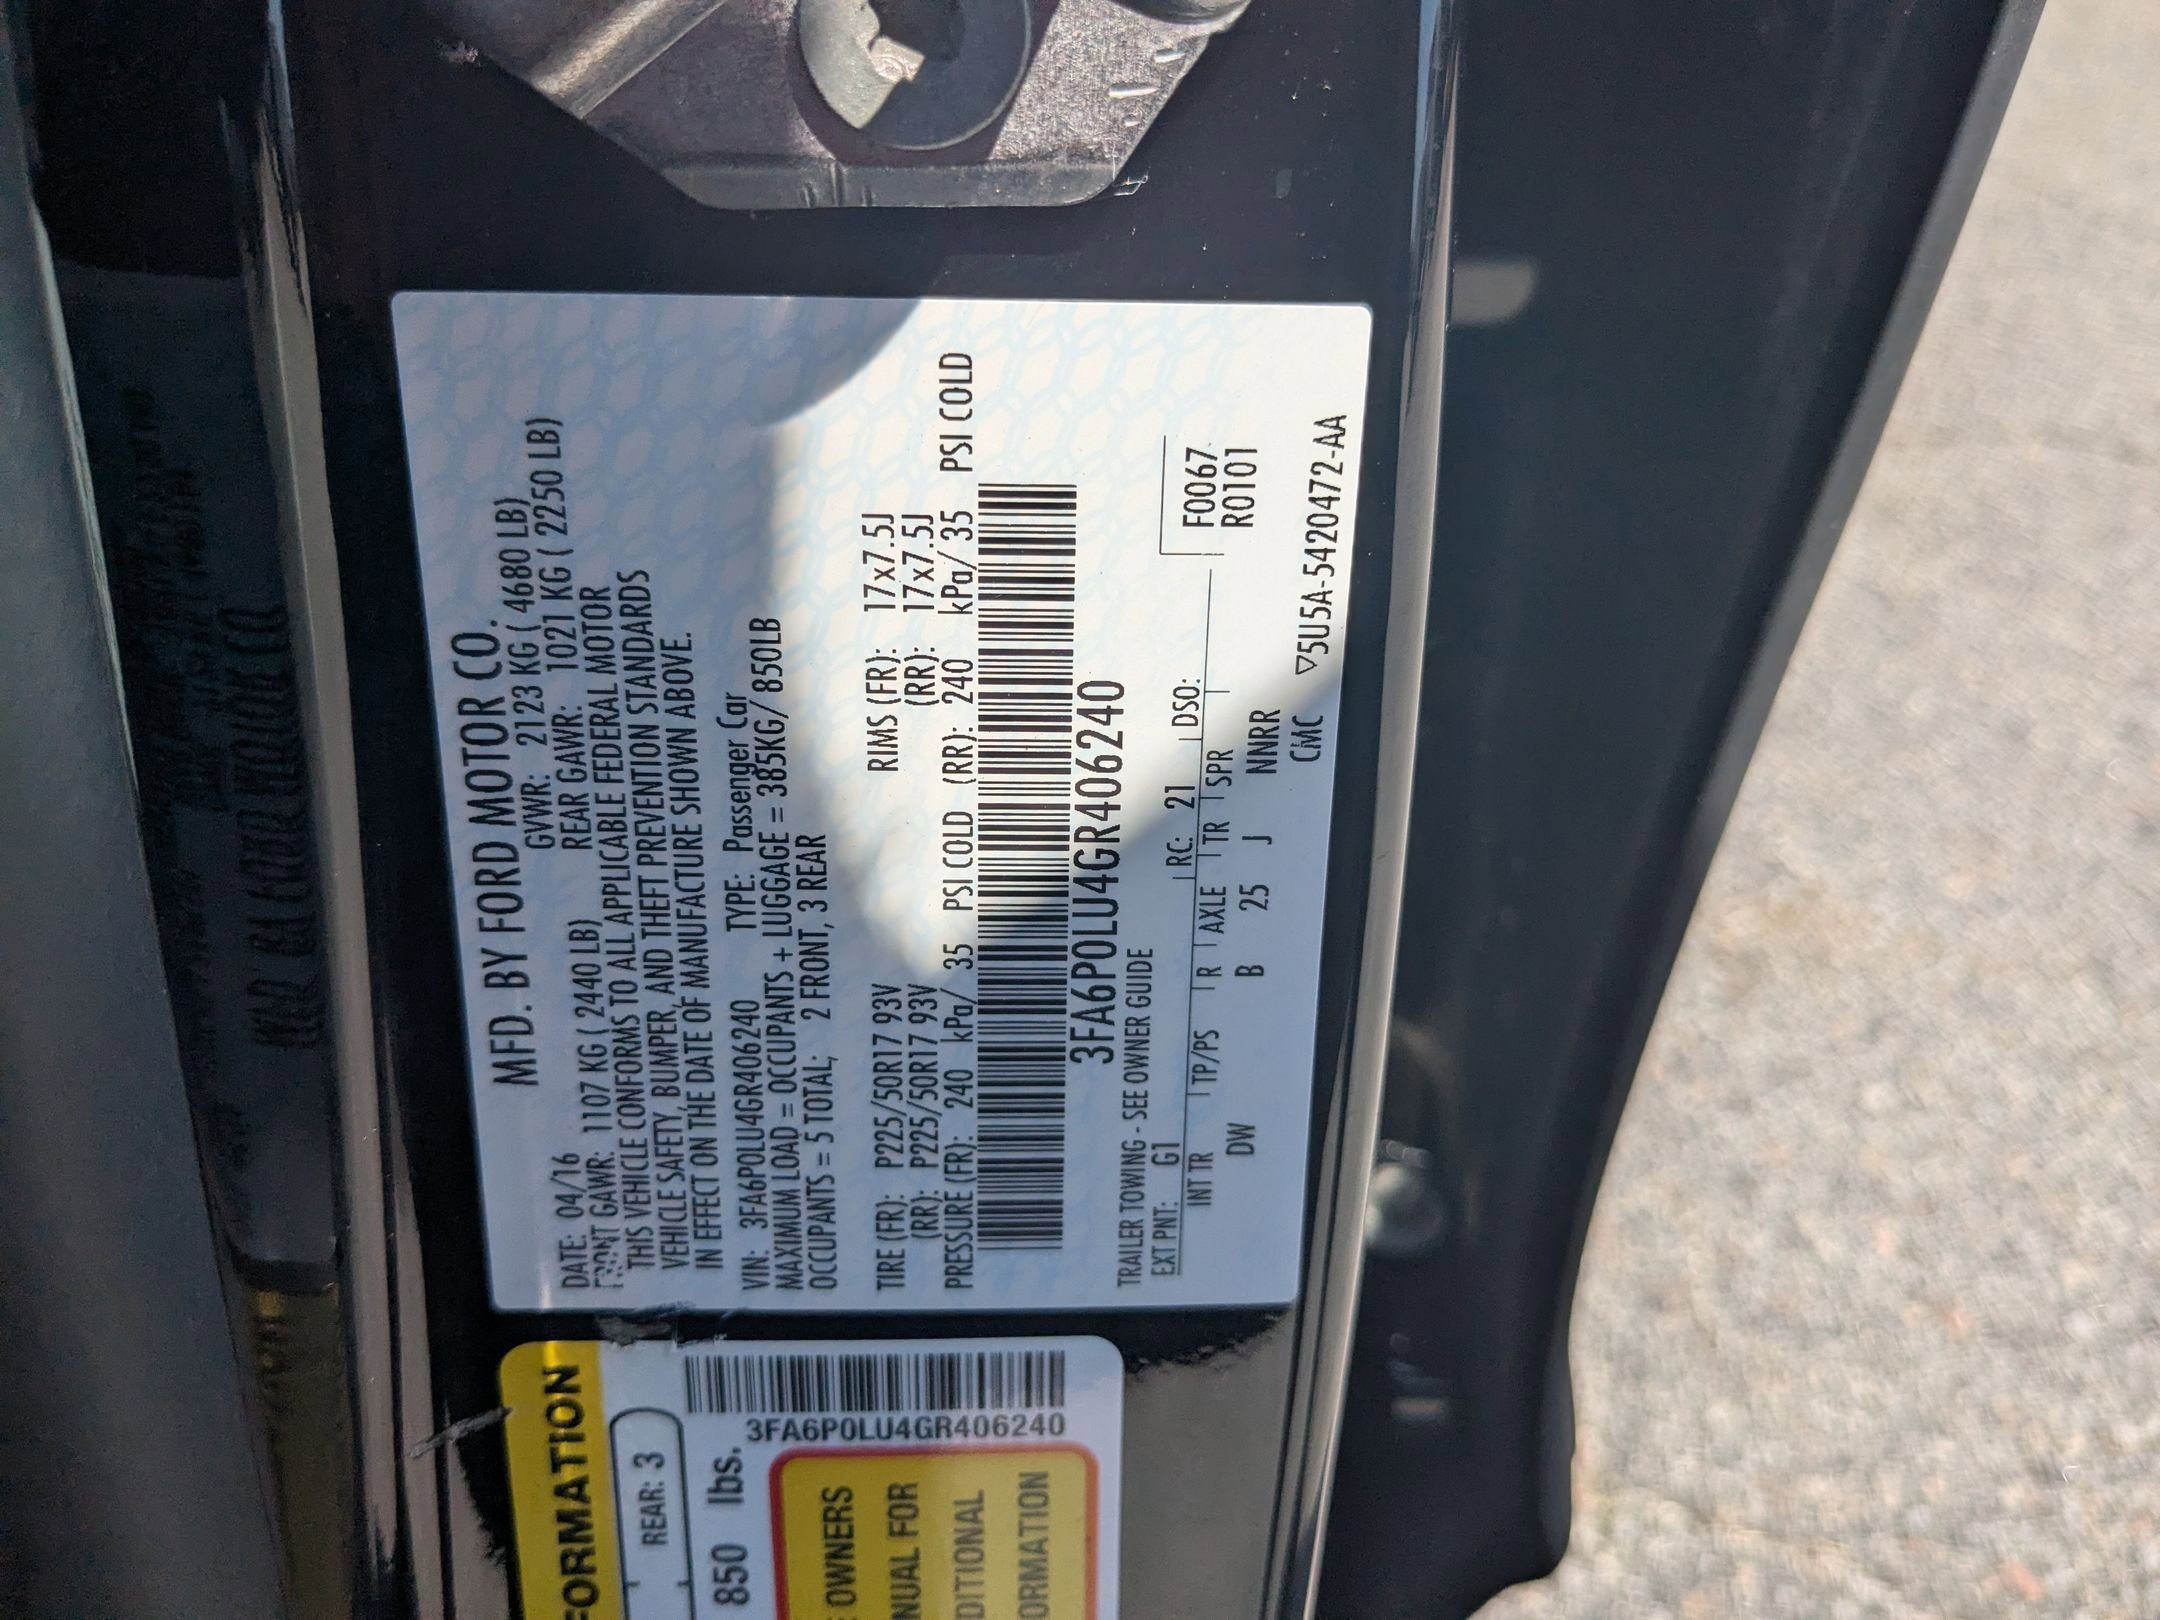 MFD. BY FORD MOTOR CO.
DATE: 04/16 GVWR: 2123 KG ( 4680 LB)
FRONT GAWR: 1107 KG ( 2440 LB) REAR GAWR: 1021 KG ( 2250 LB)
THIS VEHICLE CONFORMS TO ALL APPLICABLE FEDERAL MOTOR
VEHICLE SAFETY, BUMPER, AND THEFT PREVENTION STANDARDS
IN EFFECT ON THE DATE OF MANUFACTURE SHOWN ABOVE.
VIN: 3FA6P0LU4GR406240 TYPE: Passenger Car
MAXIMUM LOAD = OCCUPANTS + LUGGAGE = 385KG/ 850LB
OCCUPANTS = 5 TOTAL; 2 FRONT, 3 REAR
TIRE (FR): P225/50R17 93V RIMS (FR): 17x7.5J
(RR): P225/50R17 93V (RR): 17x7.5J
PRESSURE (FR): 240 kPa/ 35 PSI COLD (RR): 240 kPa/ 35 PSI COLD
3FA6P0LU4GR406240
TRAILER TOWING - SEE OWNER GUIDE
EXT PNT: G1 RC: 21 DSO: F0067
INT TR TP/PS R AXLE TR SPR R0101
DW B 25 J NNRR
CMC ▽5U5A-5420472-AA
FORMATION
REAR: 3
850 lbs.
3FA6P0LU4GR406240
OWNERS
NUAL FOR
DITIONAL
ORMATION